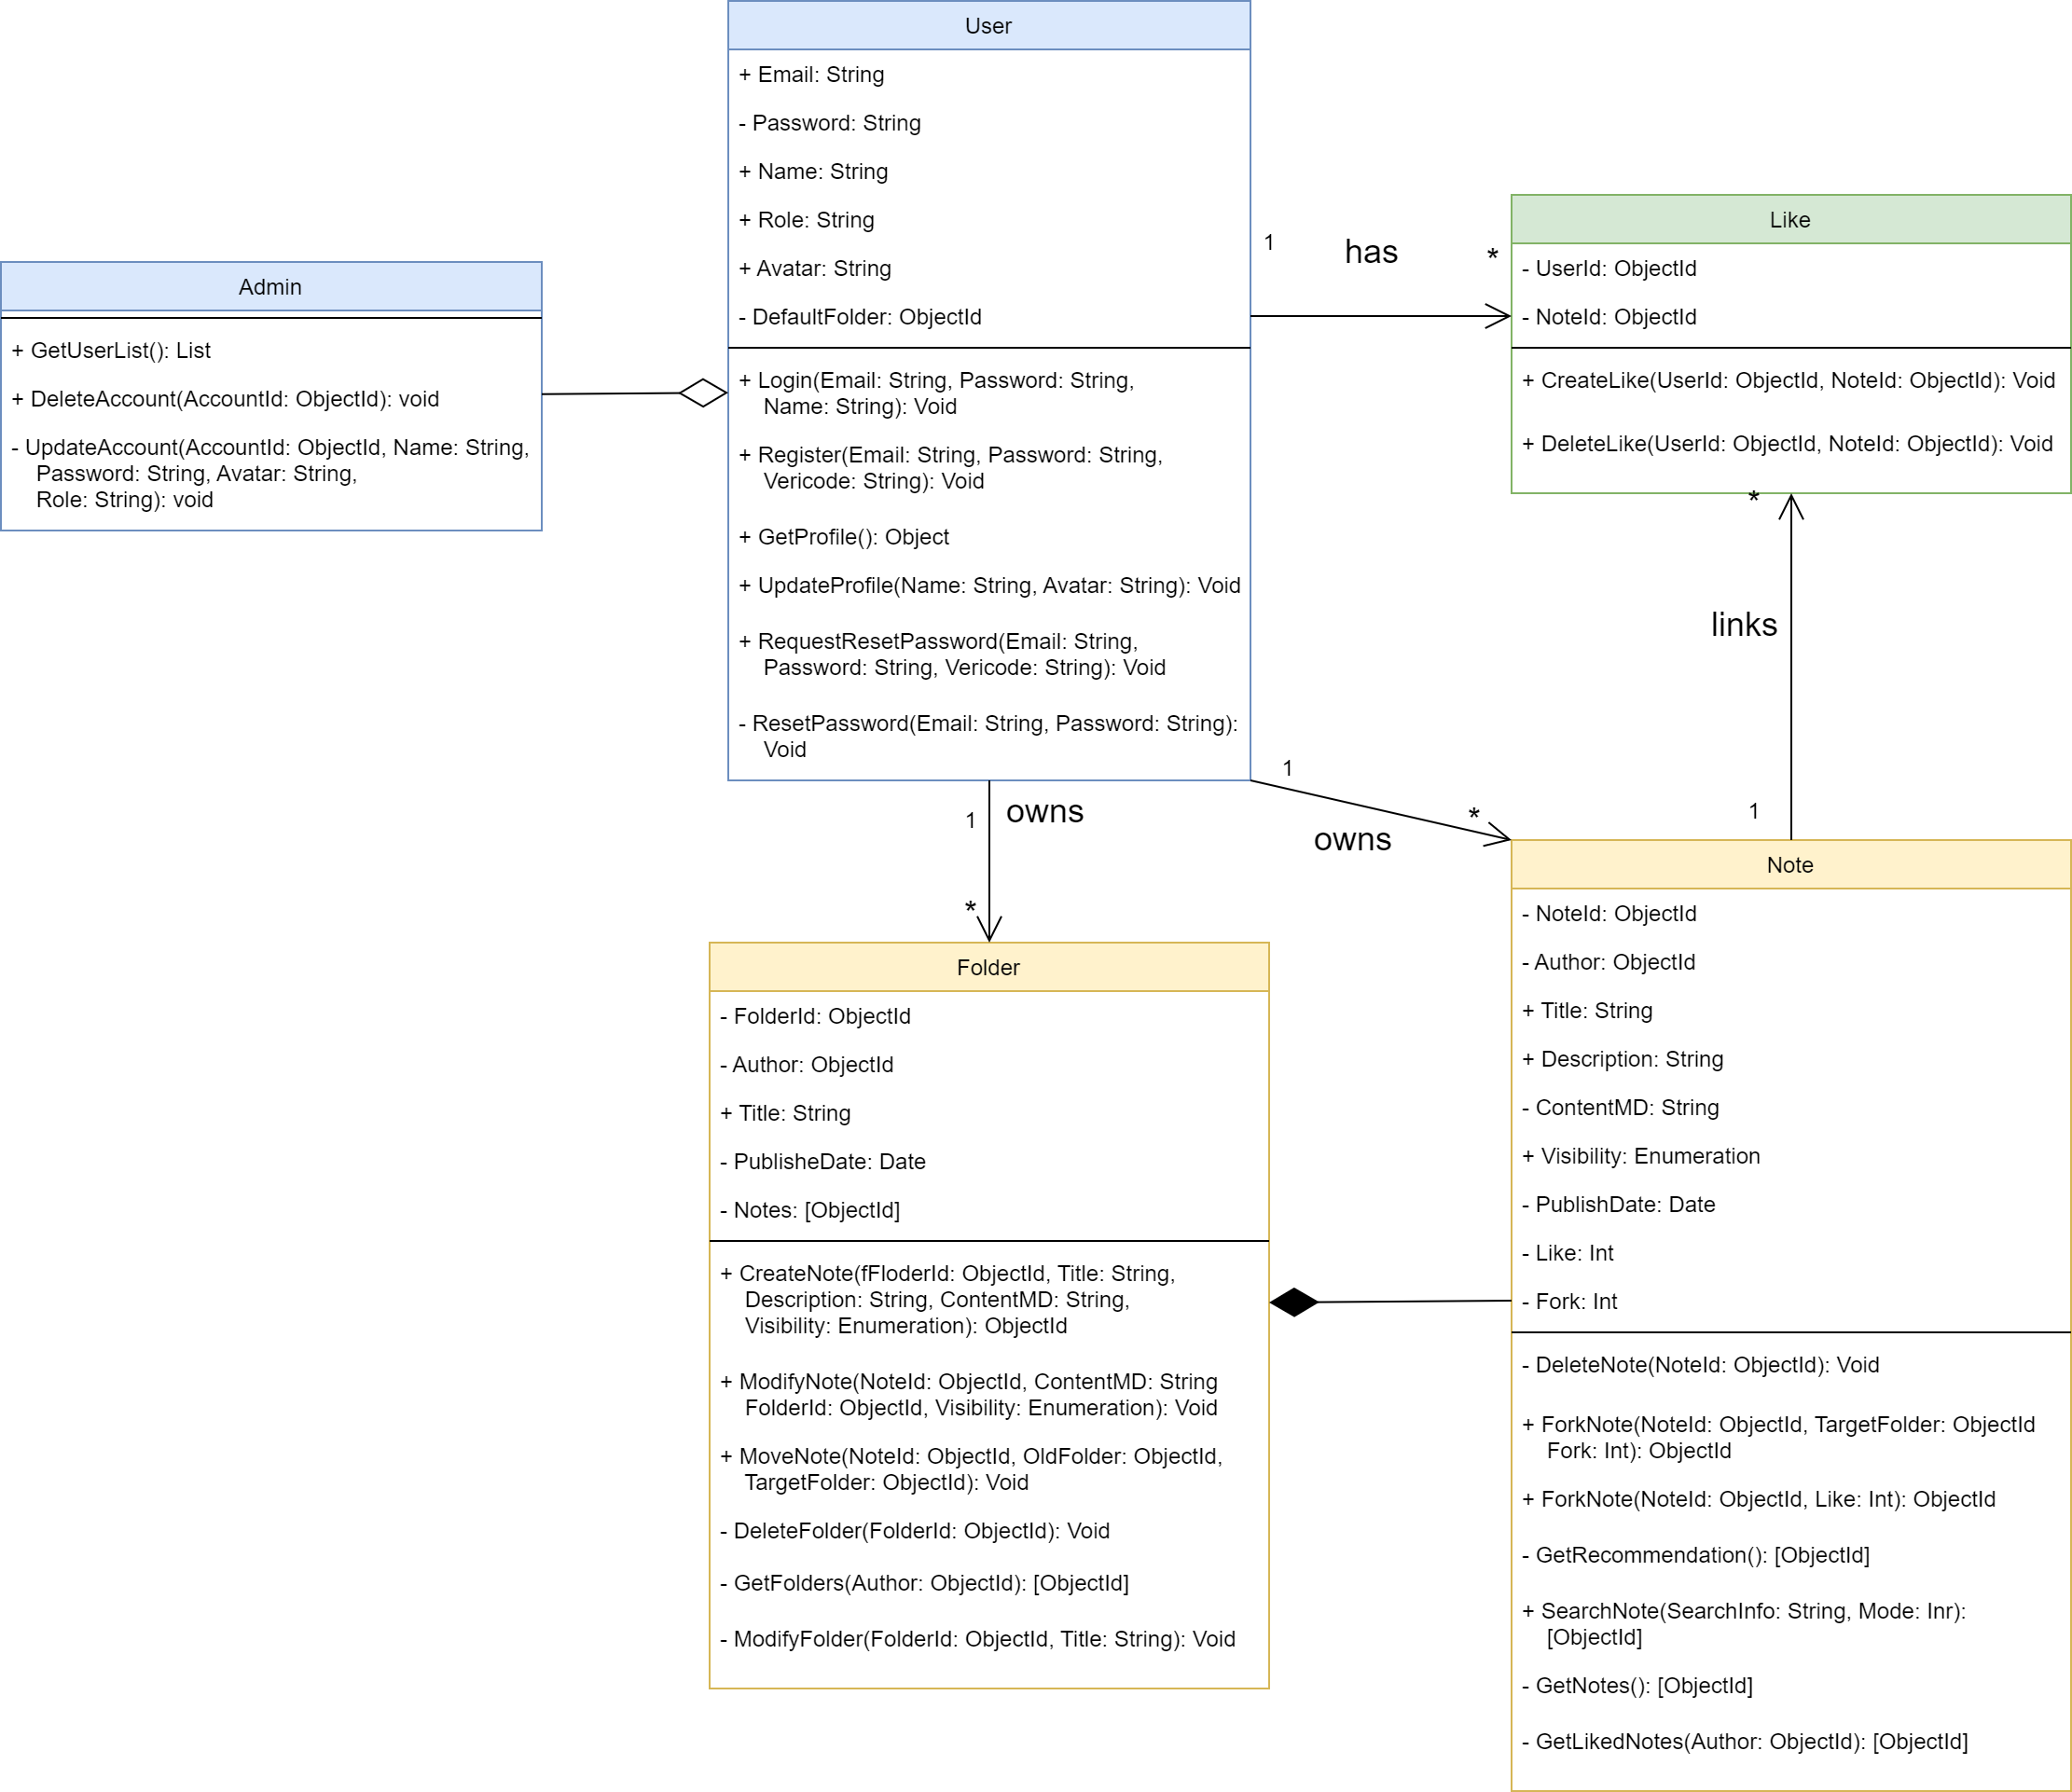 User
+ Email: String
- Password: String
+ Name: String
+ Role: String
+ Avatar: String
- DefaultFolder: ObjectId
+ Login(Email: String, Password: String,
Name: String): Void
+ Register(Email: String, Password: String,
Vericode: String): Void
+ GetProfile(): Object
+ UpdateProfile(Name: String, Avatar: String): Void
+ RequestResetPassword(Email: String,
Password: String, Vericode: String): Void
- ResetPassword(Email: String, Password: String):
Void
Admin
+ GetUserList(): List
+ DeleteAccount(AccountId: ObjectId): void
- UpdateAccount(AccountId: ObjectId, Name: String,
Password: String, Avatar: String,
Role: String): void
1
has
*
Like
- UserId: ObjectId
- NoteId: ObjectId
+ CreateLike(UserId: ObjectId, NoteId: ObjectId): Void
+ DeleteLike(UserId: ObjectId, NoteId: ObjectId): Void
*
links
1
1
*
owns
1
owns
*
Folder
- FolderId: ObjectId
- Author: ObjectId
+ Title: String
- PublisheDate: Date
- Notes: [ObjectId]
+ CreateNote(fFloderId: ObjectId, Title: String,
Description: String, ContentMD: String,
Visibility: Enumeration): ObjectId
+ ModifyNote(NoteId: ObjectId, ContentMD: String
FolderId: ObjectId, Visibility: Enumeration): Void
+ MoveNote(NoteId: ObjectId, OldFolder: ObjectId,
TargetFolder: ObjectId): Void
- DeleteFolder(FolderId: ObjectId): Void
- GetFolders(Author: ObjectId): [ObjectId]
- ModifyFolder(FolderId: ObjectId, Title: String): Void
Note
- NoteId: ObjectId
- Author: ObjectId
+ Title: String
+ Description: String
- ContentMD: String
+ Visibility: Enumeration
- PublishDate: Date
- Like: Int
- Fork: Int
- DeleteNote(NoteId: ObjectId): Void
+ ForkNote(NoteId: ObjectId, TargetFolder: ObjectId
Fork: Int): ObjectId
+ ForkNote(NoteId: ObjectId, Like: Int): ObjectId
- GetRecommendation(): [ObjectId]
+ SearchNote(SearchInfo: String, Mode: Inr):
[ObjectId]
- GetNotes(): [ObjectId]
- GetLikedNotes(Author: ObjectId): [ObjectId]